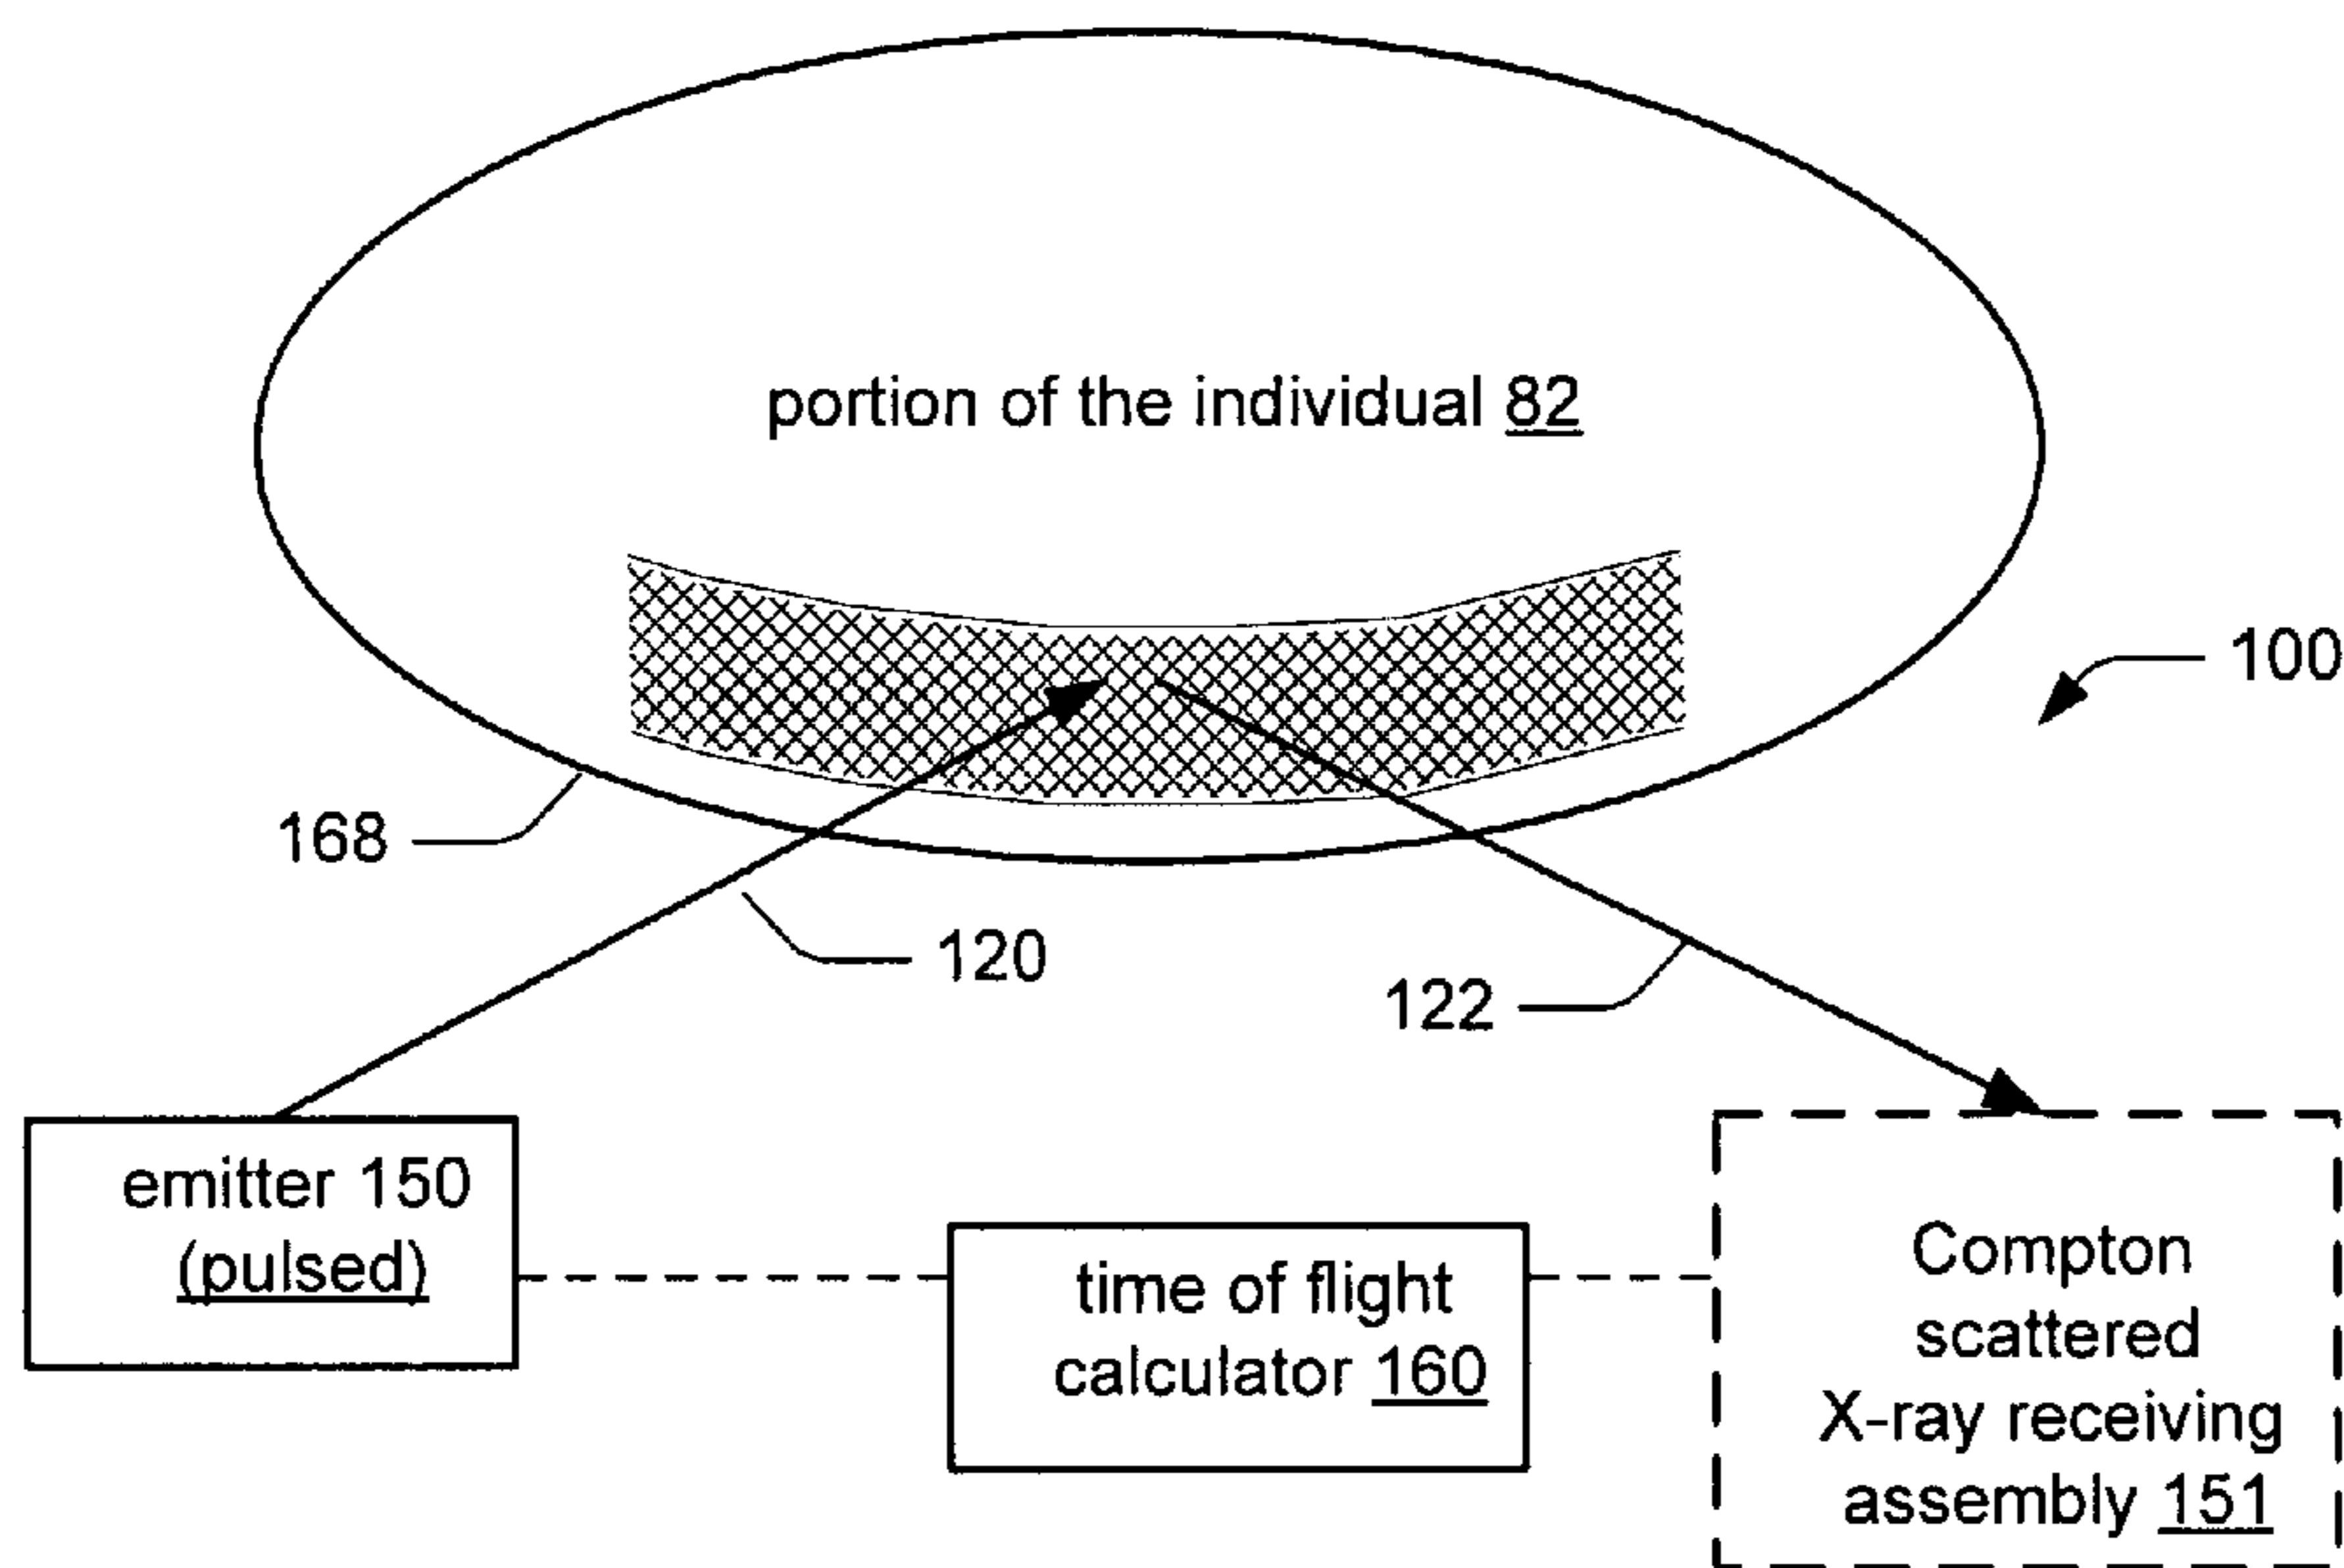 portion of the individual 82
100
168
120
122
emitter 150
(pulsed)
time of flight
calculator 160
Compton
scattered
X-ray receiving
assembly 151